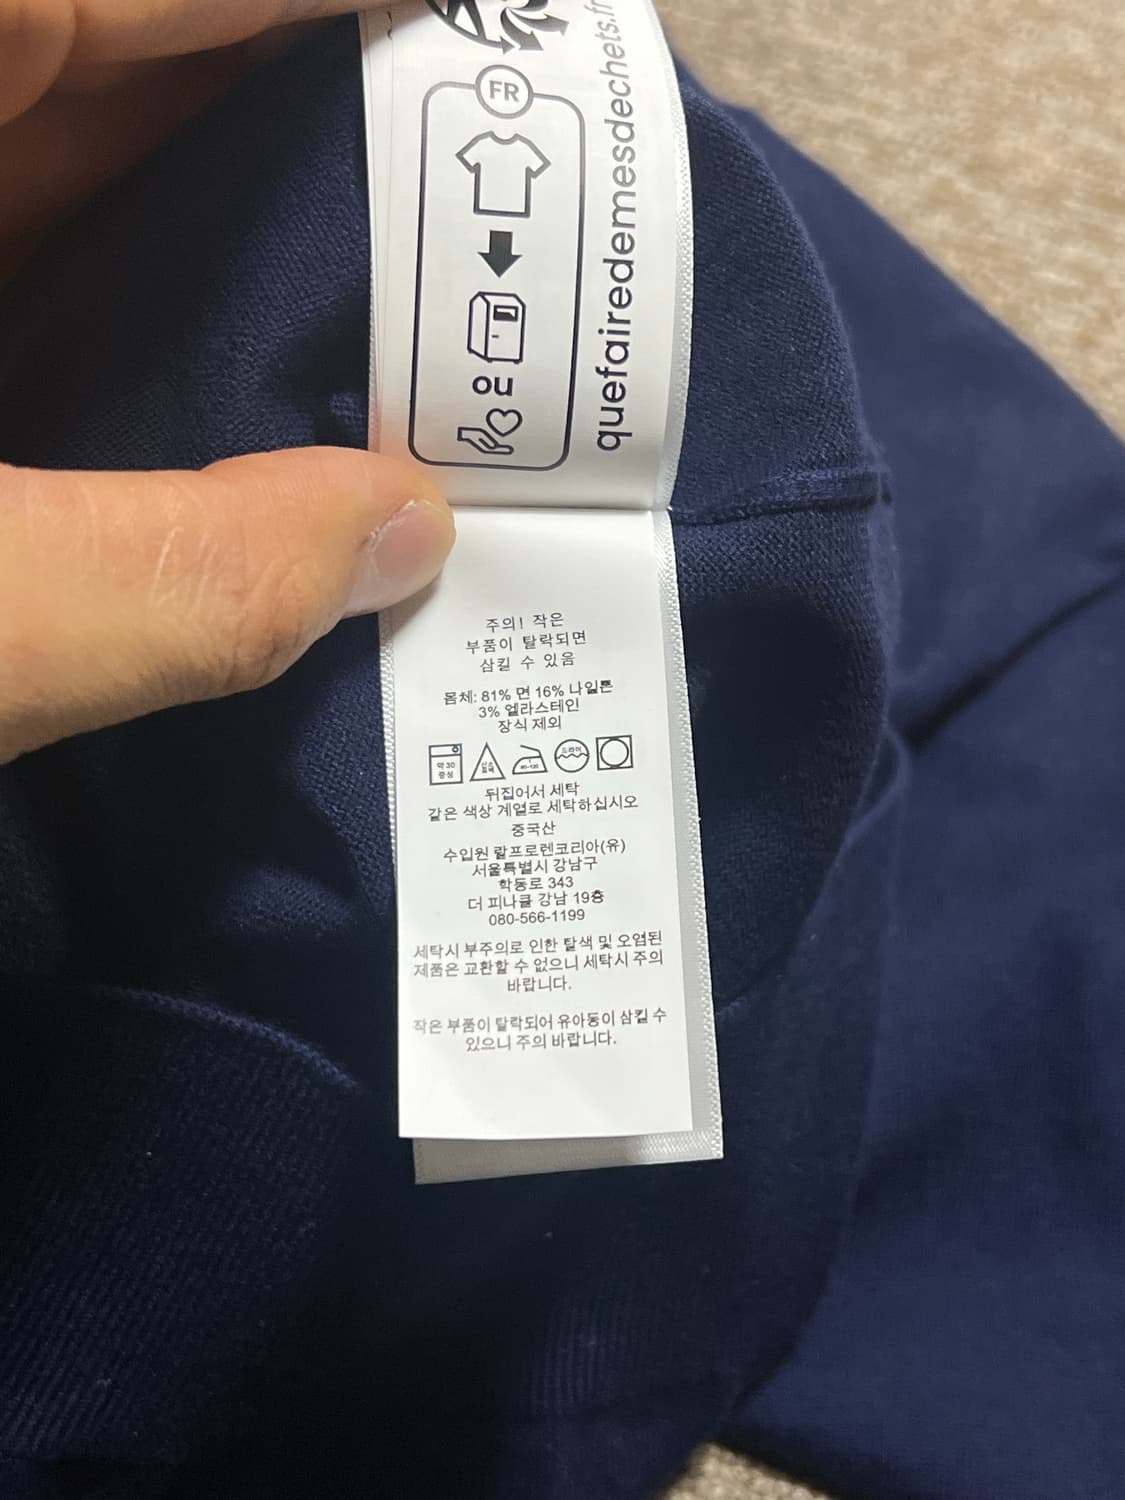 FR
OU
quefairedemesdechets.fr
주의! 작은
부품이 탈락되면
삼킬 수 있음
몸체: 81% 면 16% 나일론
3% 엘라스테인
장식 제외
약 30
중성
산소
표백
80-120
드라이
뒤집어서 세탁
같은 색상 계열로 세탁하십시오
중국산
수입원 랄프로렌코리아(유)
서울특별시 강남구
학동로 343
더 피나클 강남 19층
080-566-1199
세탁시 부주의로 인한 탈색 및 오염된
제품은 교환할 수 없으니 세탁시 주의
바랍니다.
작은 부품이 탈락되어 유아동이 삼킬 수
있으니 주의 바랍니다.